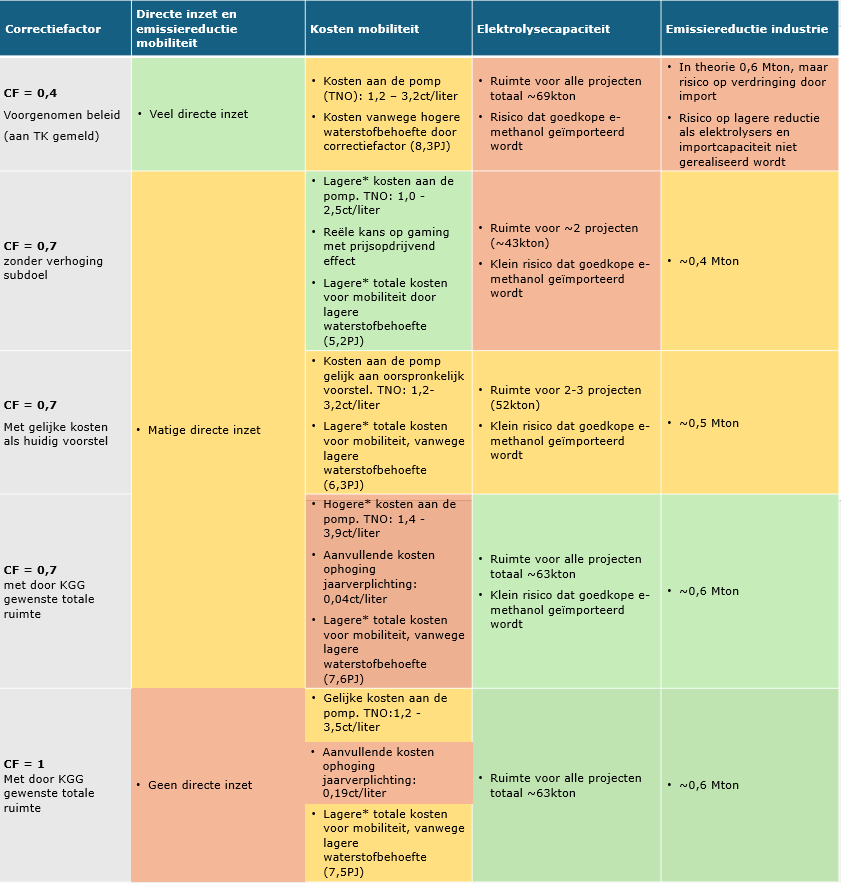 Correctiefactor
Directe inzet en
emissiereductie
mobiliteit
Kosten mobiliteit
Elektrolysecapaciteit
Emissiereductie industrie
CF = 0,4
Voorgenomen beleid
(aan TK gemeld)
• Veel directe inzet
• Kosten aan de pomp
(TNO): 1,2 – 3,2ct/liter
• Kosten vanwege hogere
waterstofbehoefte door
correctiefactor (8,3PJ)
• Ruimte voor alle projecten
totaal ~69kton
• Risico dat goedkope e-
methanol geïmporteerd
wordt
• In theorie 0,6 Mton, maar
risico op verdringing door
import
• Risico op lagere reductie
als elektrolysers en
importcapaciteit niet
gerealiseerd wordt
CF = 0,7
zonder verhoging
subdoel
• Matige directe inzet
• Lagere* kosten aan de
pomp. TNO: 1,0 -
2,5ct/liter
• Reële kans op gaming
met prijsopdrijvend
effect
• Lagere* totale kosten
voor mobiliteit door
lagere
waterstofbehoefte
(5,2PJ)
• Ruimte voor ~2 projecten
(~43kton)
• Klein risico dat goedkope e-
methanol geïmporteerd
wordt
• ~0,4 Mton
CF = 0,7
Met gelijke kosten
als huidig voorstel
• Kosten aan de pomp
gelijk aan oorspronkelijk
voorstel. TNO: 1,2-
3,2ct/liter
• Lagere* totale kosten
voor mobiliteit, vanwege
lagere
waterstofbehoefte
(6,3PJ)
• Ruimte voor 2-3 projecten
(52kton)
• Klein risico dat goedkope e-
methanol geïmporteerd
wordt
• ~0,5 Mton
CF = 0,7
met door KGG
gewenste totale
ruimte
• Hogere* kosten aan de
pomp. TNO: 1,4 -
3,9ct/liter
• Aanvullende kosten
ophoging
jaarverplichting:
0,04ct/liter
• Lagere* totale kosten
voor mobiliteit, vanwege
lagere
waterstofbehoefte
(7,6PJ)
• Ruimte voor alle projecten
totaal ~63kton
• Klein risico dat goedkope e-
methanol geïmporteerd
wordt
• ~0,6 Mton
CF = 1
Met door KGG
gewenste totale
ruimte
• Geen directe inzet
• Gelijke kosten aan de
pomp. TNO:1,2 -
3,5ct/liter
• Aanvullende kosten
ophoging
jaarverplichting:
0,19ct/liter
• Lagere* totale kosten
voor mobiliteit, vanwege
lagere
waterstofbehoefte
(7,5PJ)
• Ruimte voor alle projecten
totaal ~63kton
• ~0,6 Mton